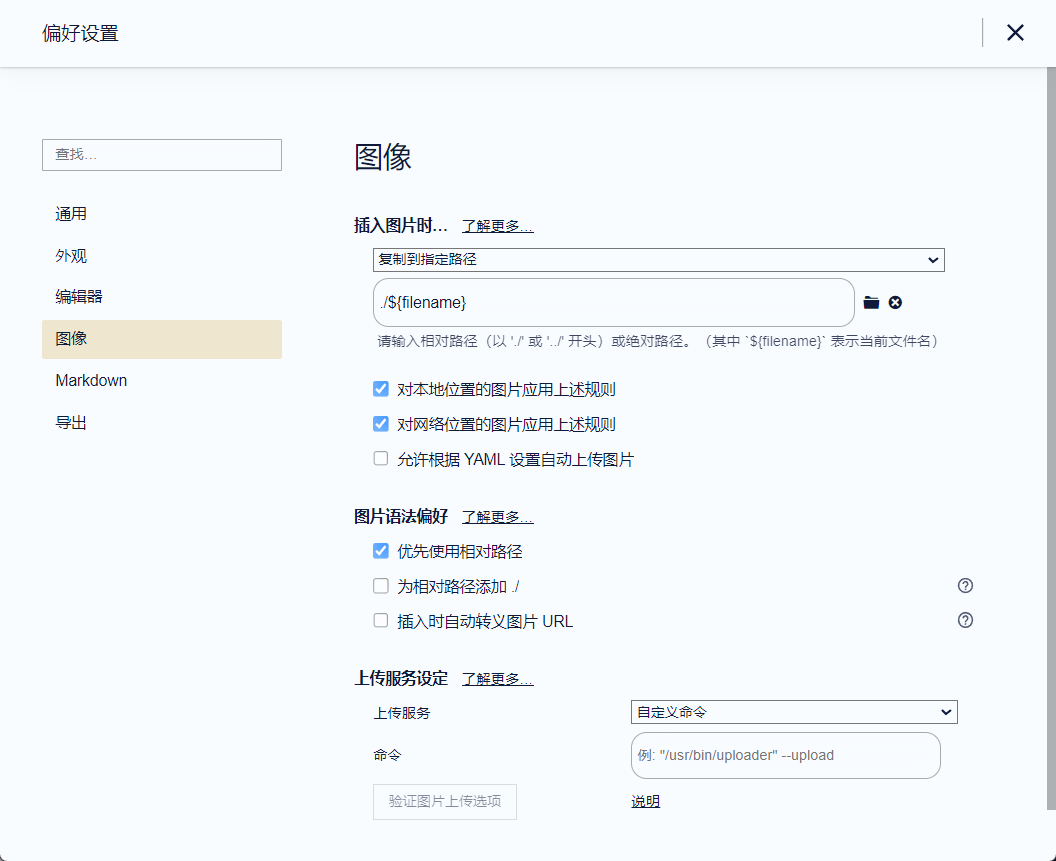 偏好设置
查找…
通用
外观
编辑器
图像
Markdown
导出
图像
插入图片时… 了解更多…
复制到指定路径
./${filename}
请输入相对路径（以 './' 或 '../' 开头）或绝对路径。（其中 `${filename}` 表示当前文件名）
对本地位置的图片应用上述规则
对网络位置的图片应用上述规则
允许根据 YAML 设置自动上传图片
图片语法偏好 了解更多…
优先使用相对路径
为相对路径添加 ./
插入时自动转义图片 URL
上传服务设定 了解更多…
上传服务 自定义命令
命令 例: "/usr/bin/uploader" --upload
验证图片上传选项 说明